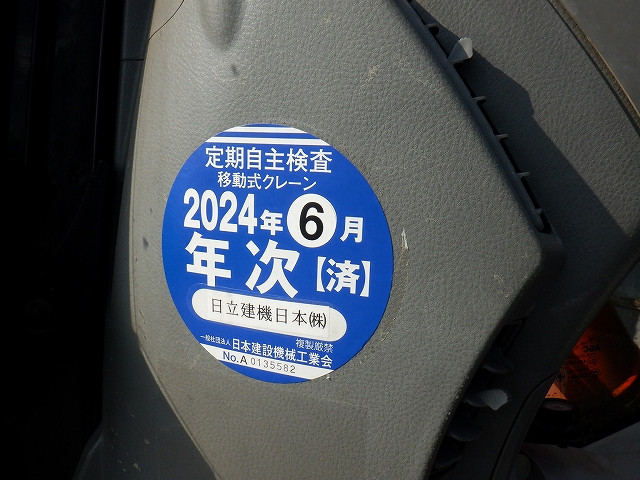 定期自主検査
移動式クレーン
2024年6月
年次【済】
日立建機日本㈱
複製厳禁
一般社団法人日本建設機械工業会
No.A 0135582